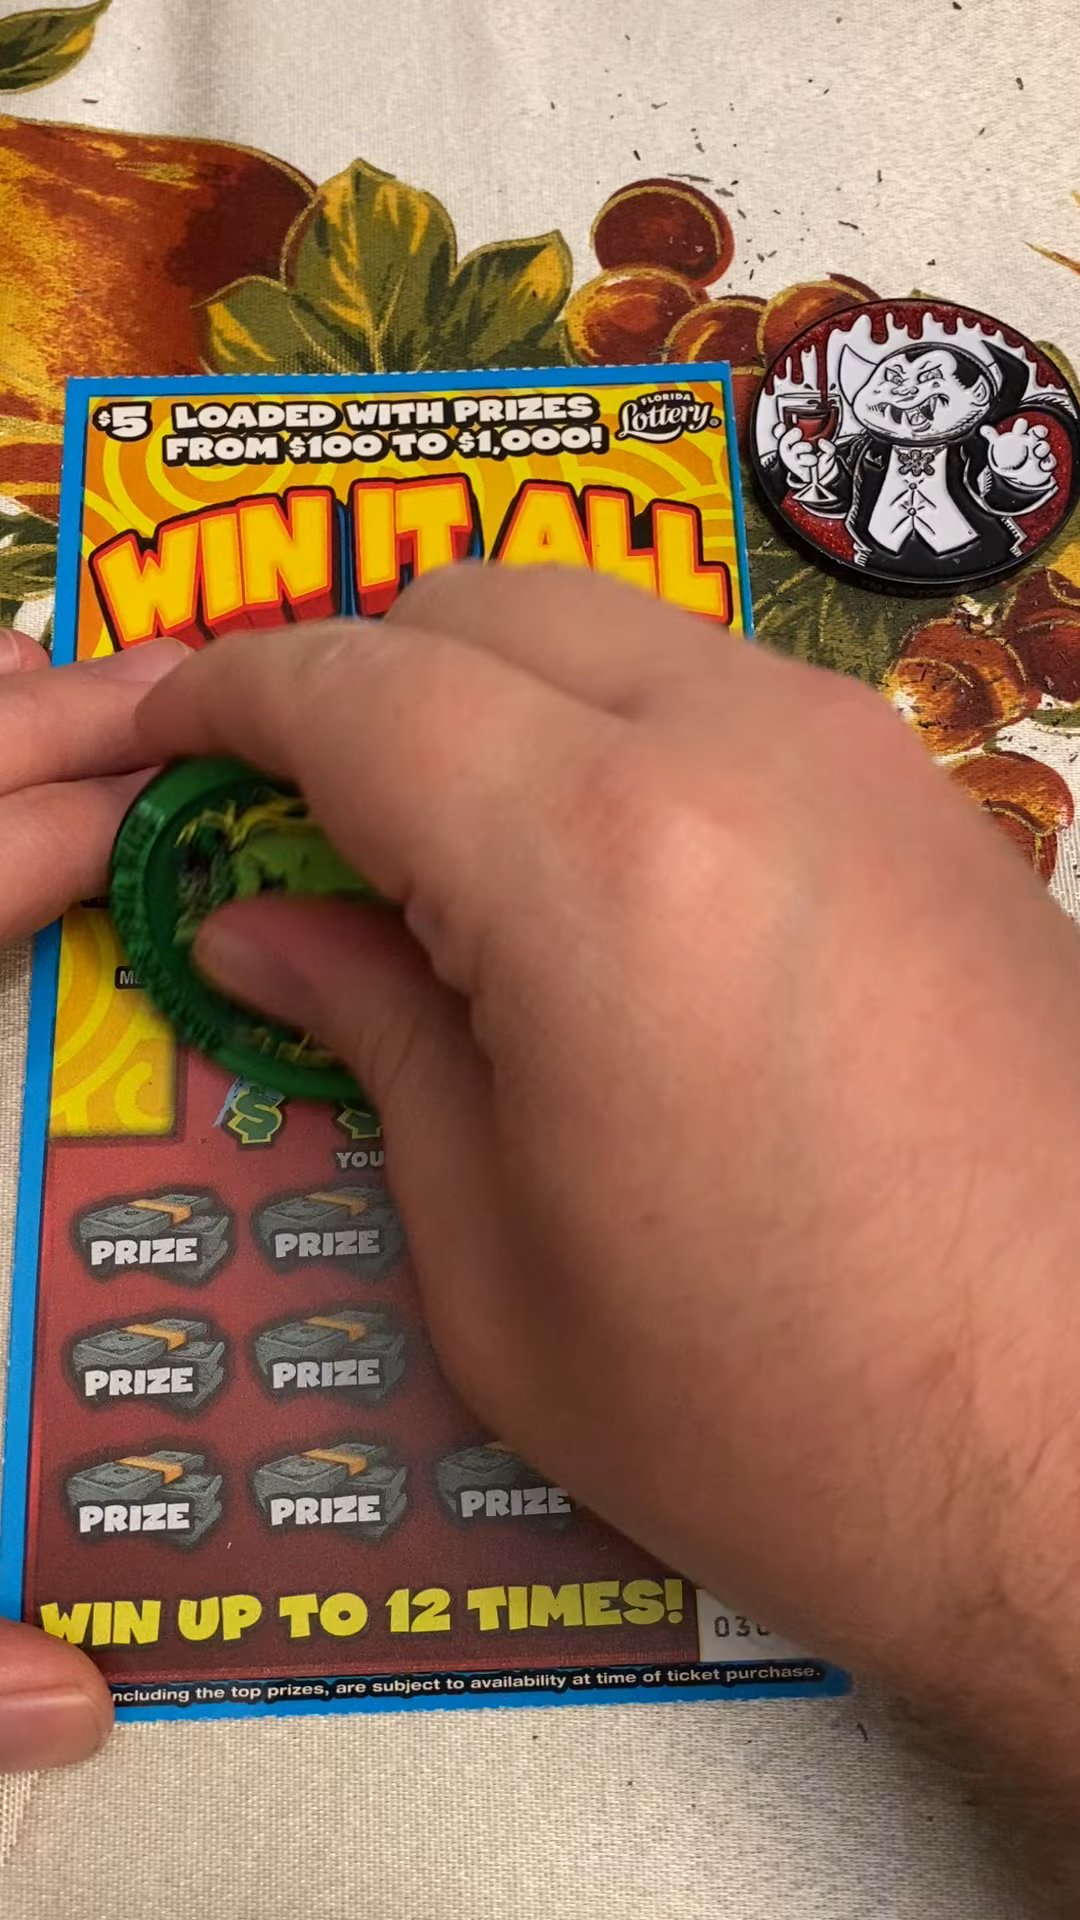 $5 LOADED WITH PRIZES
FROM $100 TO $1,000!
FLORIDA
Lottery
WIN IT ALL
$
YOU
PRIZE PRIZE
PRIZE PRIZE
PRIZE PRIZE PRIZE
WIN UP TO 12 TIMES!
including the top prizes, are subject to availability at time of ticket purchase.